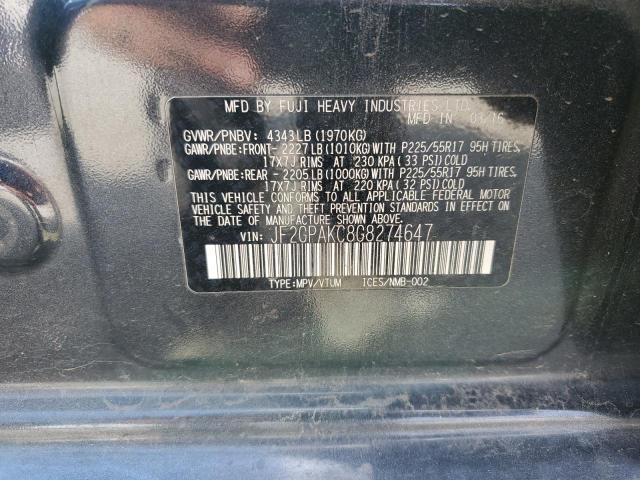 MFD BY FUJI HEAVY INDUSTRIES LTD.
MFD IN 03/16
GVWR/PNBV: 4343LB (1970KG)
GAWR/PNBE:FRONT- 2227LB (1010KG) WITH P225/55R17 95H TIRES,
17X7J RIMS AT 230 KPA (33 PSI) COLD
GAWR/PNBE:REAR - 2205LB (1000KG) WITH P225/55R17 95H TIRES,
17X7J RIMS AT 220 KPA (32 PSI) COLD
THIS VEHICLE CONFORMS TO ALL APPLICABLE FEDERAL MOTOR
VEHICLE SAFETY AND THEFT PREVENTION STANDARDS IN EFFECT
ON THE DATE OF MANUFACTURE SHOWN ABOVE.
VIN: JF2GPAKC8G8274647
TYPE:MPV/VTUM ICES/NMB-002